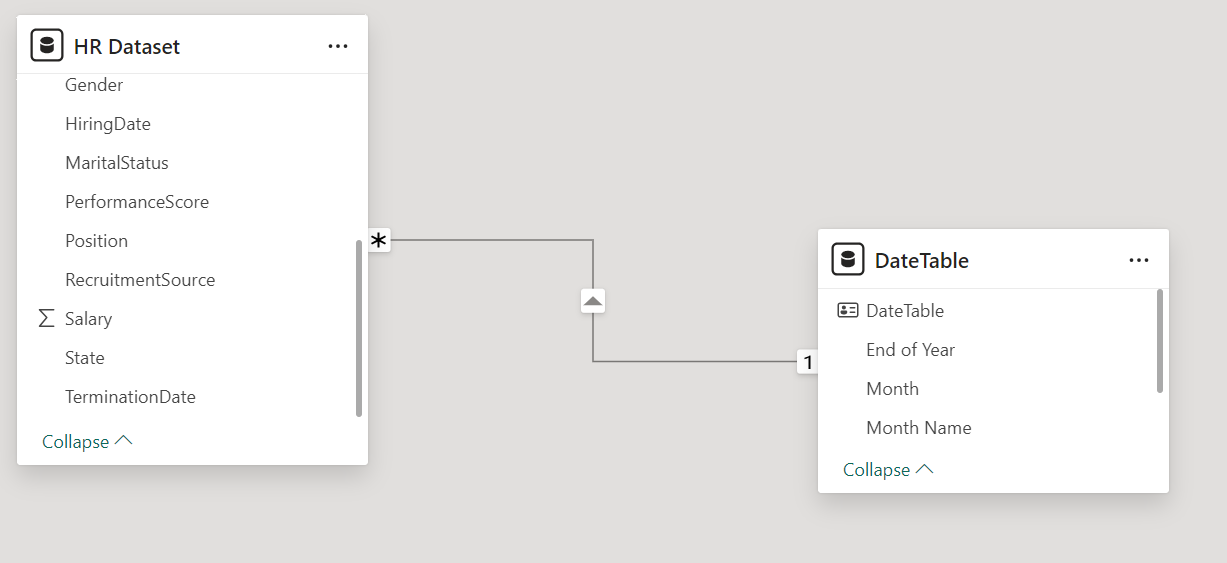 HR Dataset ...
Gender
HiringDate
MaritalStatus
PerformanceScore
Position
RecruitmentSource
Σ Salary
State
TerminationDate
Collapse
*
1
DateTable ...
DateTable
End of Year
Month
Month Name
Collapse